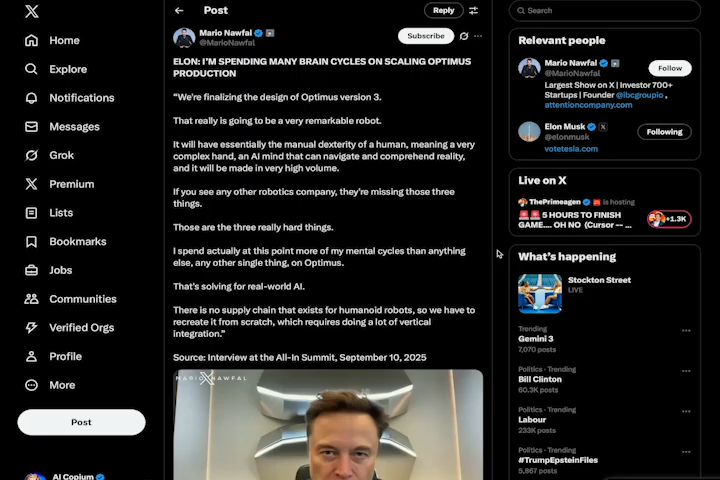 Home
Explore
Notifications
Messages
Grok
Premium
Lists
Bookmarks
Jobs
Communities
Verified Orgs
Profile
More
Post
AI Copium
Post
Reply
Mario Nawfal
@MarioNawfal
Subscribe
ELON: I'M SPENDING MANY BRAIN CYCLES ON SCALING OPTIMUS
PRODUCTION
“We're finalizing the design of Optimus version 3.
That really is going to be a very remarkable robot.
It will have essentially the manual dexterity of a human, meaning a very
complex hand, an AI mind that can navigate and comprehend reality,
and it will be made in very high volume.
If you see any other robotics company, they're missing those three
things.
Those are the three really hard things.
I spend actually at this point more of my mental cycles than anything
else, any other single thing, on Optimus.
That's solving for real-world AI.
There is no supply chain that exists for humanoid robots, so we have to
recreate it from scratch, which requires doing a lot of vertical
integration.”
Source: Interview at the All-In Summit, September 10, 2025
MARIO NAWFAL
Search
Relevant people
Mario Nawfal
@MarioNawfal
Follow
Largest Show on X | Investor 700+
Startups | Founder @ibcgroupio ,
attentioncompany.com
Elon Musk
@elonmusk
Following
votetesla.com
Live on X
ThePrimeagen is hosting
5 HOURS TO FINISH
GAME.... OH NO (Cursor -- ...
+1.3K
What's happening
Stockton Street
LIVE
Trending
Gemini 3
7,070 posts
Politics · Trending
Bill Clinton
60.3K posts
Politics · Trending
Labour
233K posts
Politics · Trending
#TrumpEpsteinFiles
5,867 posts